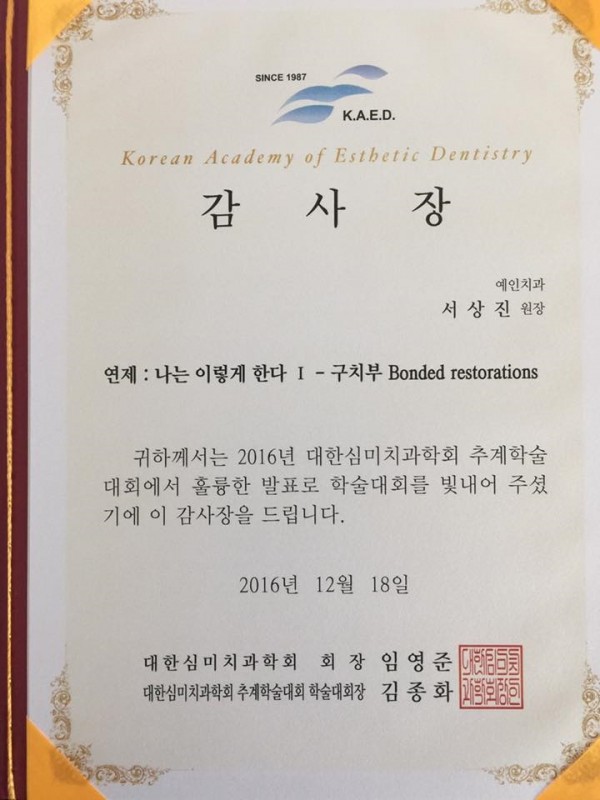 SINCE 1987
K.A.E.D.
Korean Academy of Esthetic Dentistry
감 사 장
예인치과
서 상 진 원장
연제 : 나는 이렇게 한다 Ⅰ - 구치부 Bonded restorations
귀하께서는 2016년 대한심미치과학회 추계학술
대회에서 훌륭한 발표로 학술대회를 빛내어 주셨
기에 이 감사장을 드립니다.
2016년 12월 18일
대한심미치과학회 회 장 임 영 준
대한심미치과학회 추계학술대회 학술대회장 김 종 화